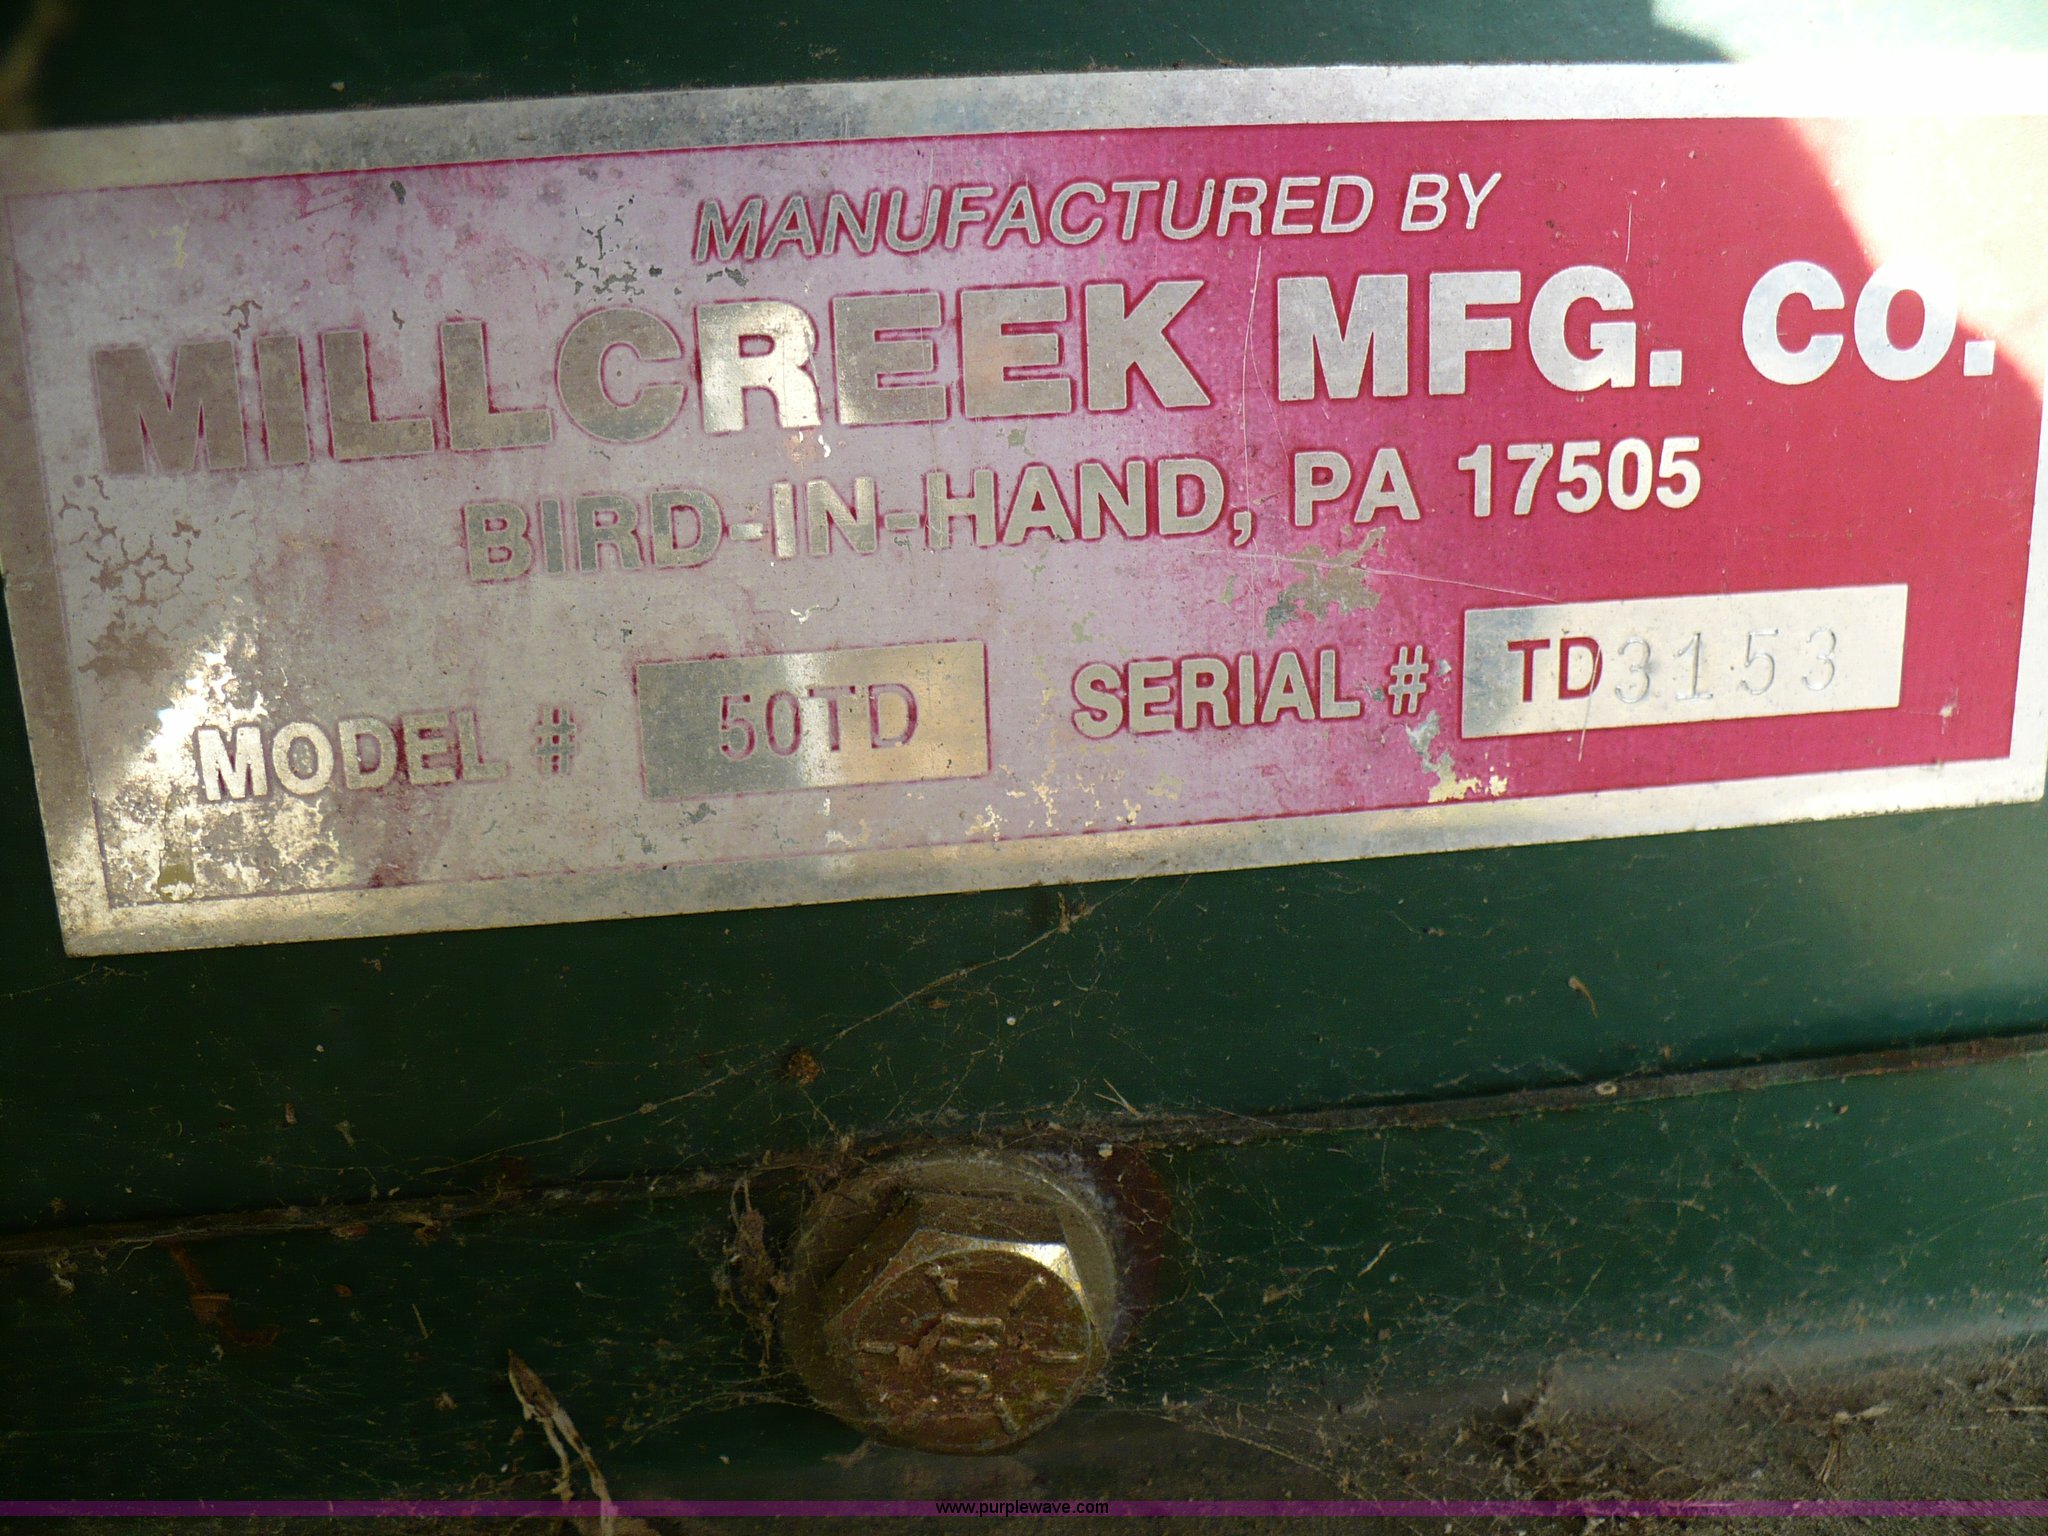 MANUFACTURED BY
MILLCREEK MFG. CO.
BIRD-IN-HAND, PA 17505
MODEL # 50TD SERIAL # TD3153
www.purplewave.com